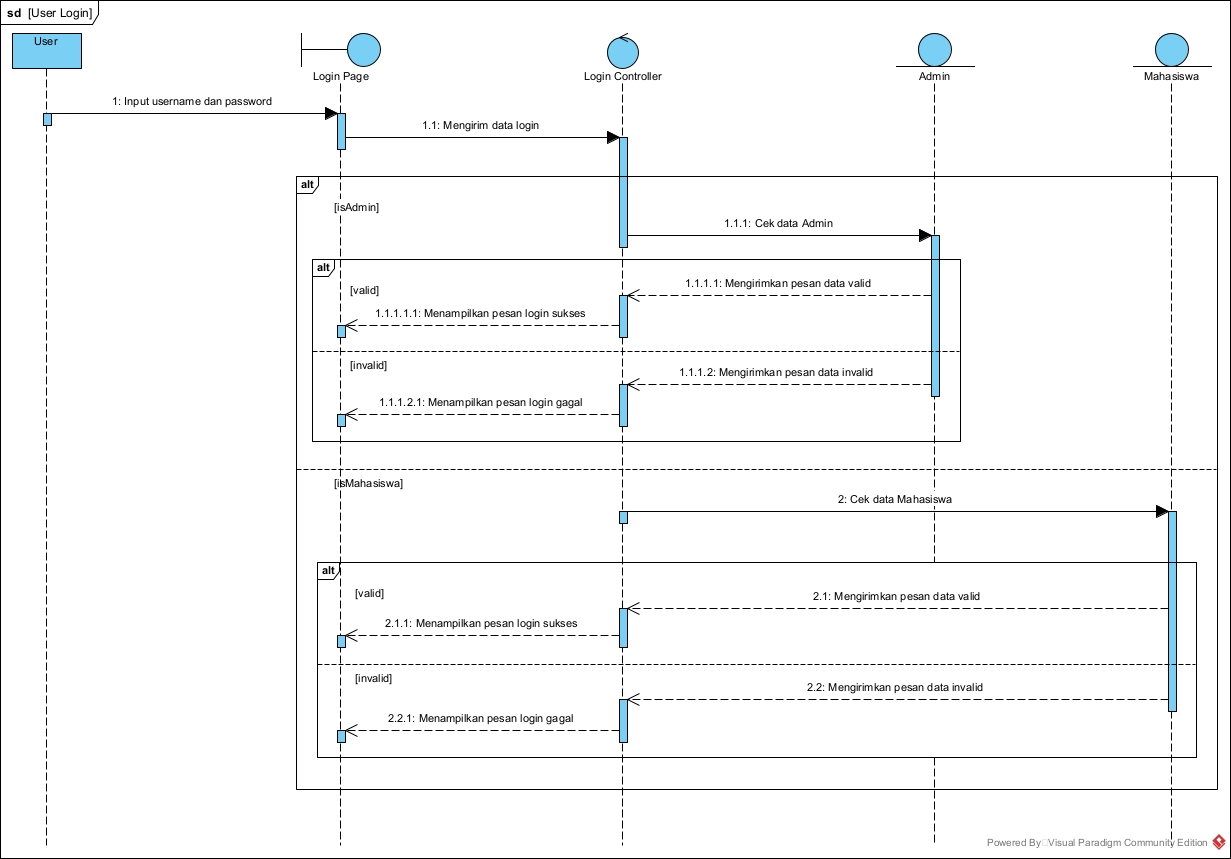 sd [User Login]
User
Login Page
Login Controller
Admin
Mahasiswa
1: Input username dan password
1.1: Mengirim data login
alt
[isAdmin]
1.1.1: Cek data Admin
alt
[valid]
1.1.1.1: Mengirimkan pesan data valid
1.1.1.1.1: Menampilkan pesan login sukses
[invalid]
1.1.1.2: Mengirimkan pesan data invalid
1.1.1.2.1: Menampilkan pesan login gagal
[isMahasiswa]
2: Cek data Mahasiswa
alt
[valid]
2.1: Mengirimkan pesan data valid
2.1.1: Menampilkan pesan login sukses
[invalid]
2.2: Mengirimkan pesan data invalid
2.2.1: Menampilkan pesan login gagal
Powered By Visual Paradigm Community Edition